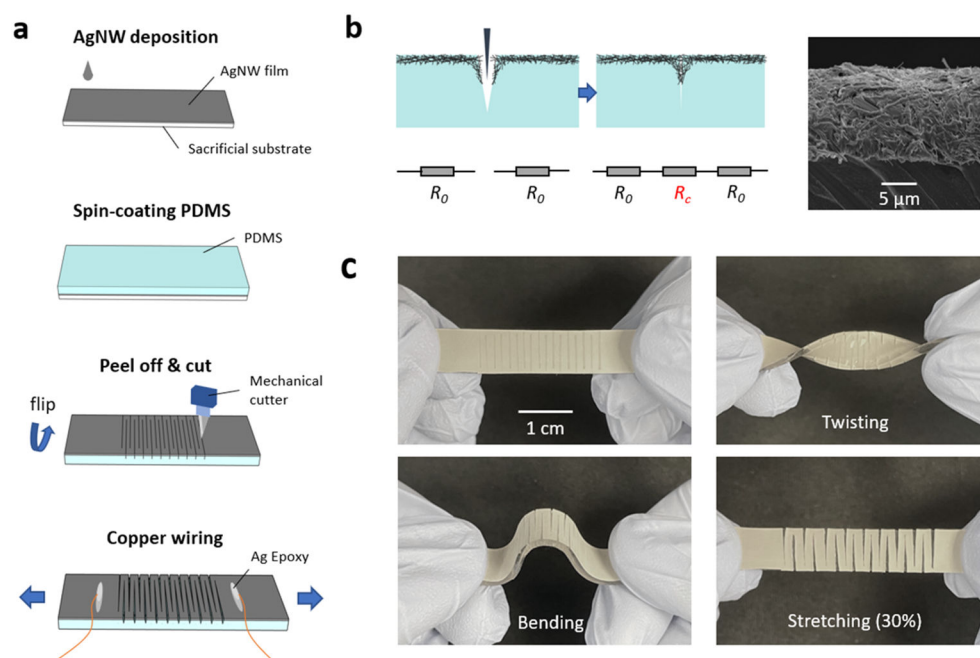 a
AgNW deposition
AgNW film
Sacrificial substrate
Spin-coating PDMS
PDMS
Peel off & cut
Mechanical
cutter
flip
Copper wiring
Ag Epoxy
b
R0
R0
R0
Rc
R0
5 μm
c
1 cm
Twisting
Bending
Stretching (30%)